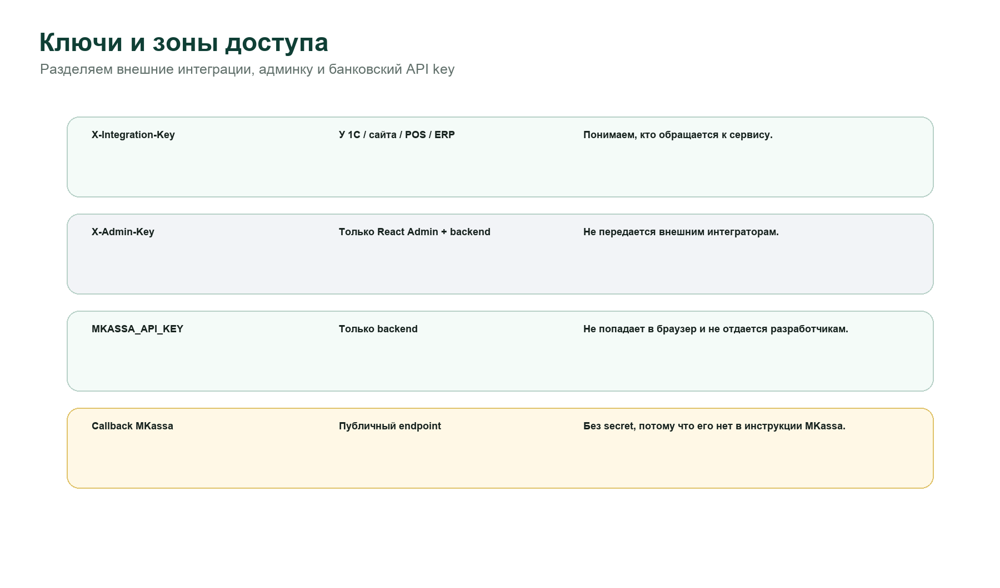 Ключи и зоны доступа
Разделяем внешние интеграции, админку и банковский API key
X-Integration-Key
У 1С / сайта / POS / ERP
Понимаем, кто обращается к сервису.
X-Admin-Key
Только React Admin + backend
Не передается внешним интеграторам.
MKASSA_API_KEY
Только backend
Не попадает в браузер и не отдается разработчикам.
Callback MKassa
Публичный endpoint
Без secret, потому что его нет в инструкции MKassa.